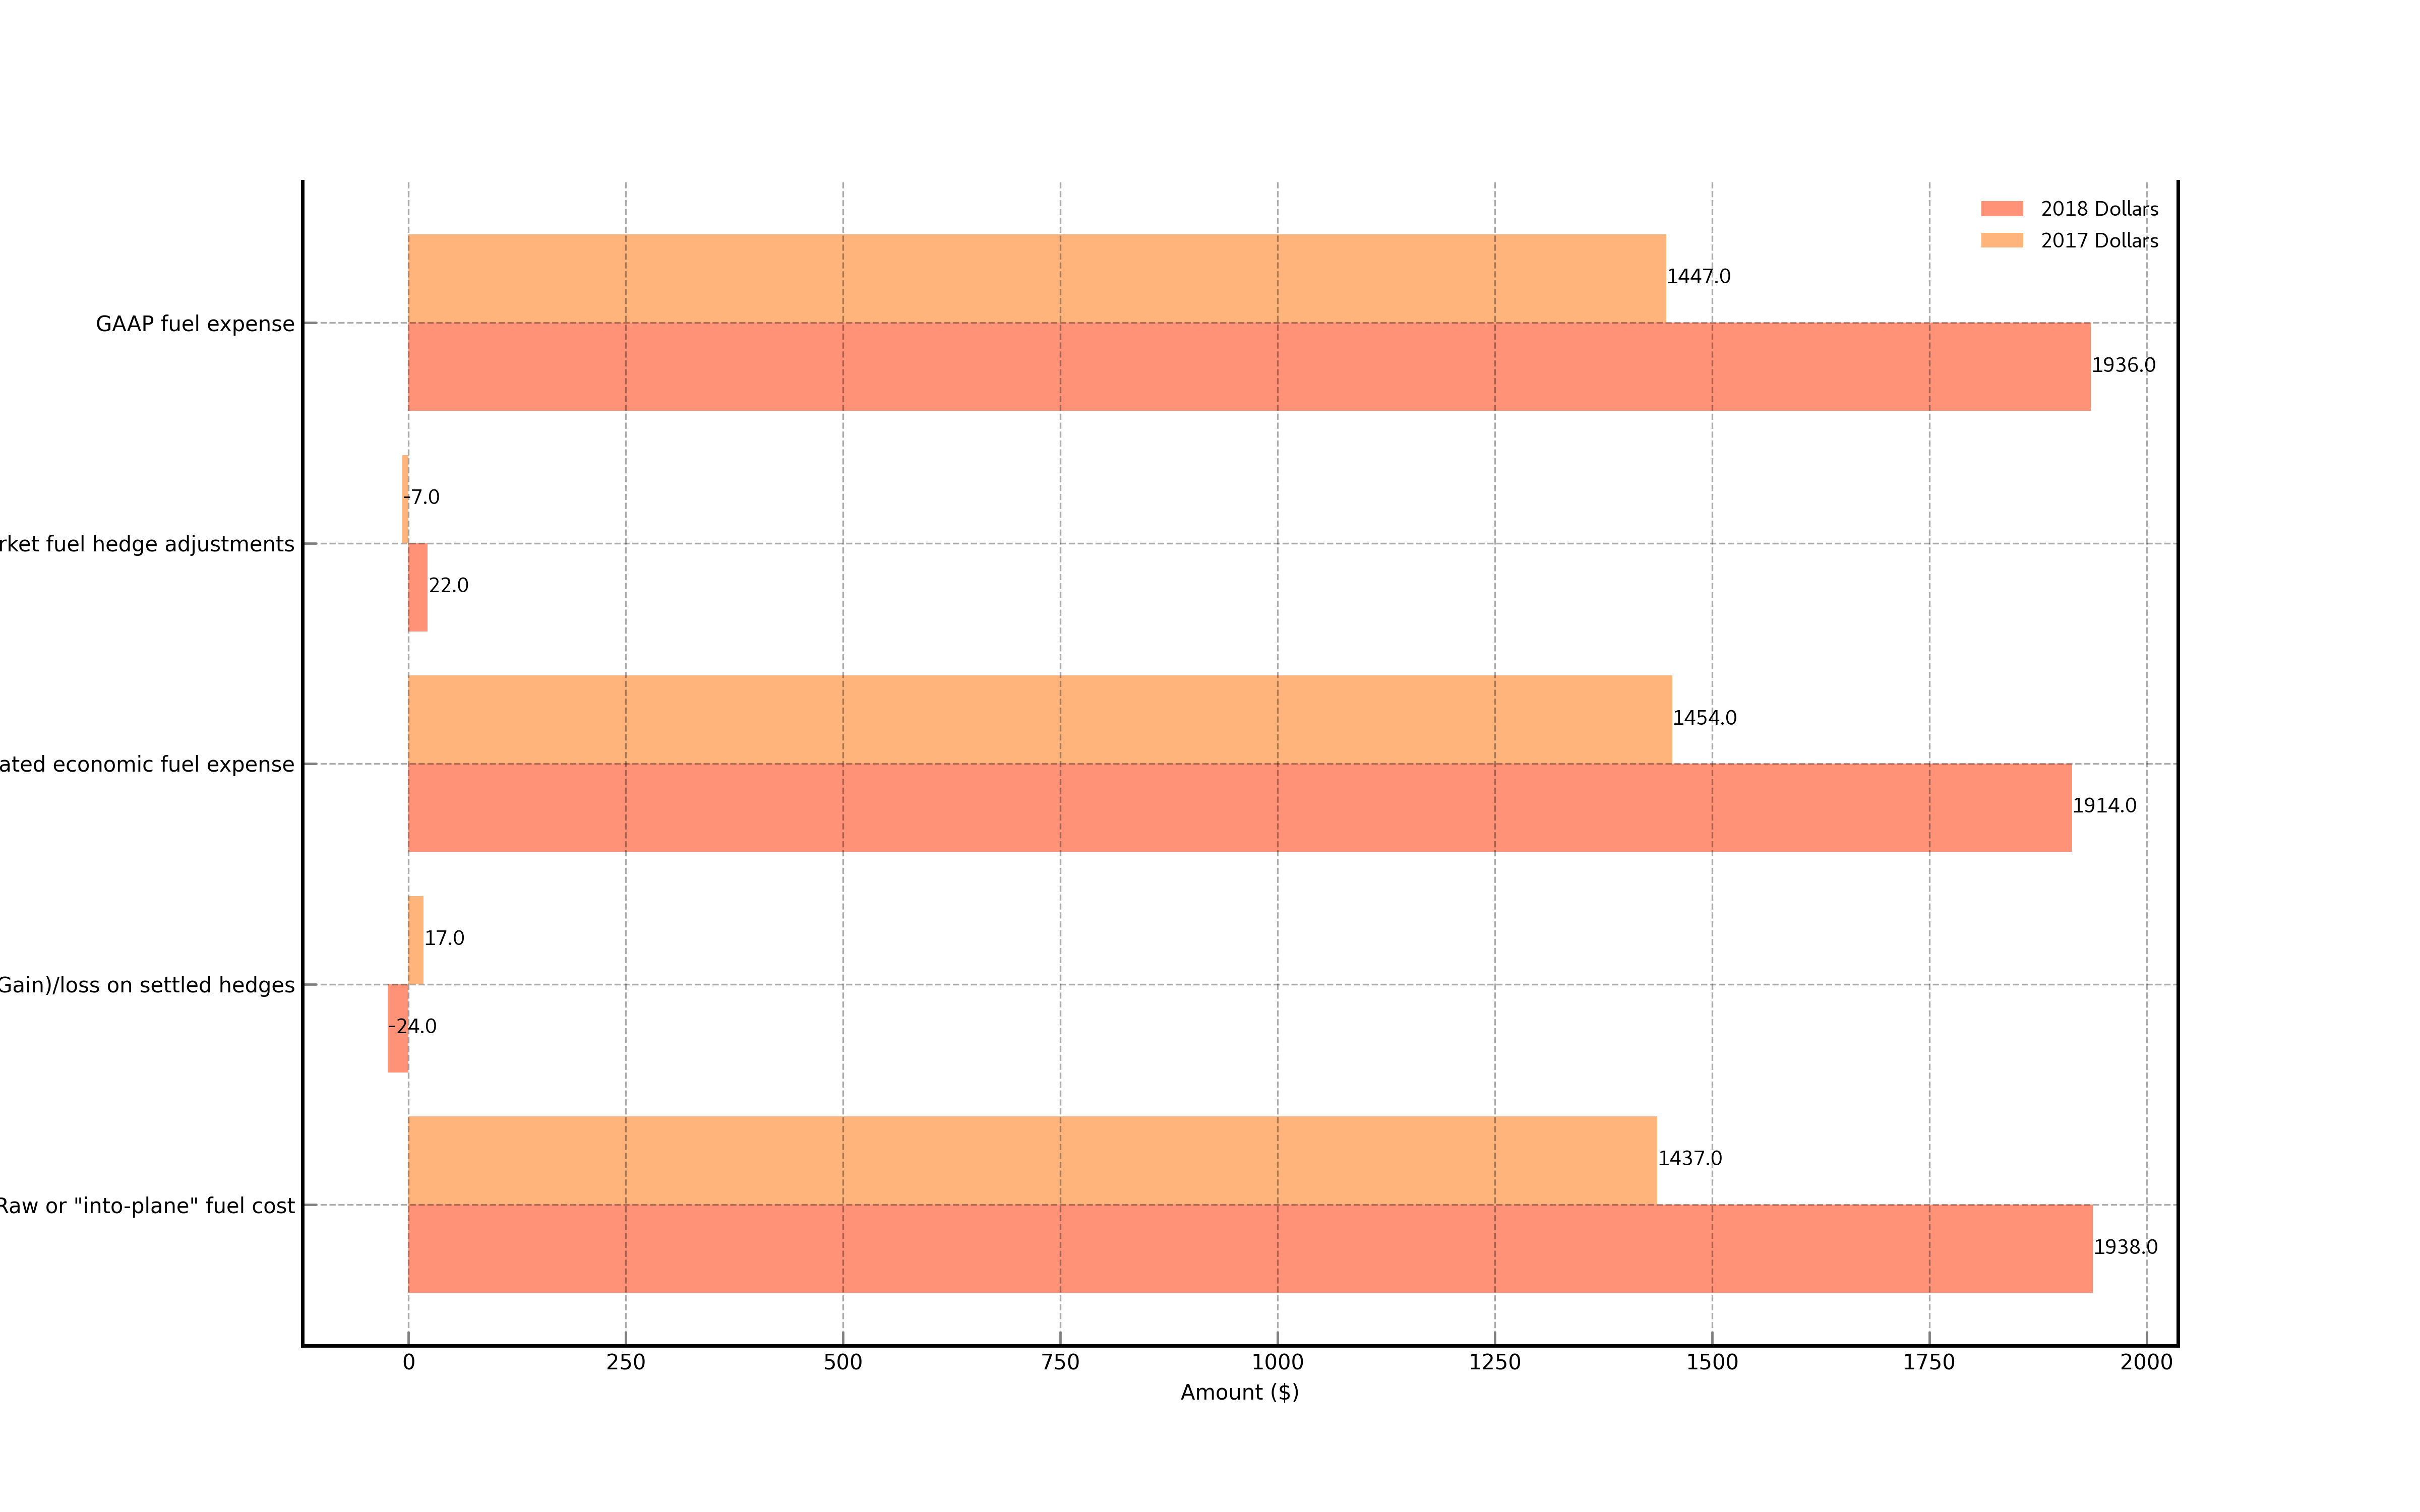 2018 Dollars
2017 Dollars
GAAP fuel expense
1447.0
1936.0
fuel hedge adjustments
-7.0
22.0
economic fuel expense
1454.0
1914.0
Gain)/loss on settled hedges
17.0
-24.0
Raw or "into-plane" fuel cost
1437.0
1938.0
0 250 500 750 1000 1250 1500 1750 2000
Amount ($)